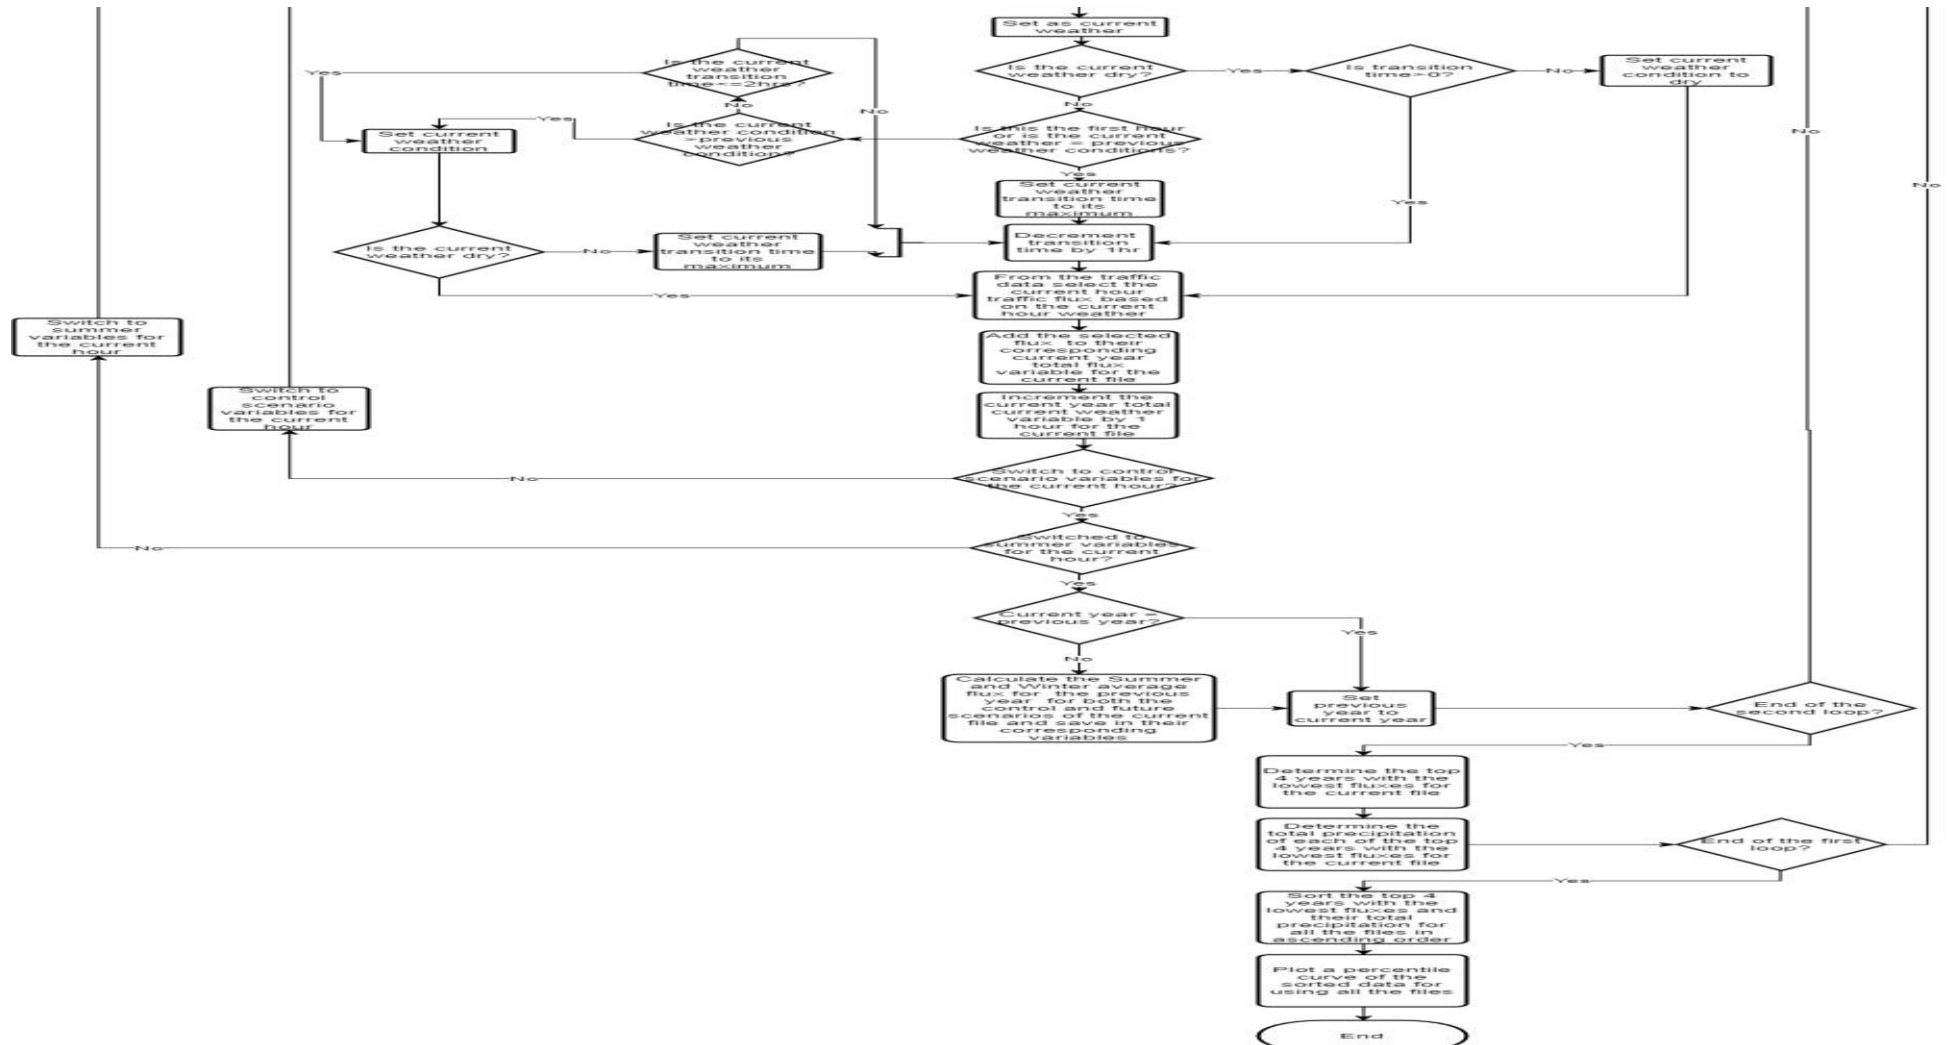 Set as current
weather
Is the current
weather
transition
time<=2hrs?
Yes
Is the current
weather dry?
Yes
Is transition
time>0?
No
Set current
weather
condition to
dry
No
No
No
No
Set current
weather
condition
Yes
Is the current
weather condition
>previous
weather
condition?
Is this the first hour
or is the current
weather = previous
weather conditions?
Yes
Set current
weather
transition time
to its
maximum
Yes
No
Is the current
weather dry?
No
Set current
weather
transition time
to its
maximum
Decrement
transition
time by 1hr
Yes
From the traffic
data select the
current hour
traffic flux based
on the current
hour weather
Switch to
summer
variables for
the current
hour
Add the selected
flux to their
corresponding
current year
total flux
variable for the
current file
Switch to
control
scenario
variables for
the current
hour
Increment the
current year total
current weather
variable by 1
hour for the
current file
No
Switch to control
scenario variables for
the current hour?
Yes
No
Switched to
summer variables
for the current
hour?
Yes
Current year =
previous year?
Yes
No
Calculate the Summer
and Winter average
flux for the previous
year for both the
control and future
scenarios of the current
file and save in their
corresponding
variables
Set
previous
year to
current year
End of the
second loop?
Yes
Determine the top
4 years with the
lowest fluxes for
the current file
Determine the
total precipitation
of each of the top
4 years with the
lowest fluxes for
the current file
End of the first
loop?
Yes
Sort the top 4
years with the
lowest fluxes and
their total
precipitation for
all the files in
ascending order
Plot a percentile
curve of the
sorted data for
using all the files
End